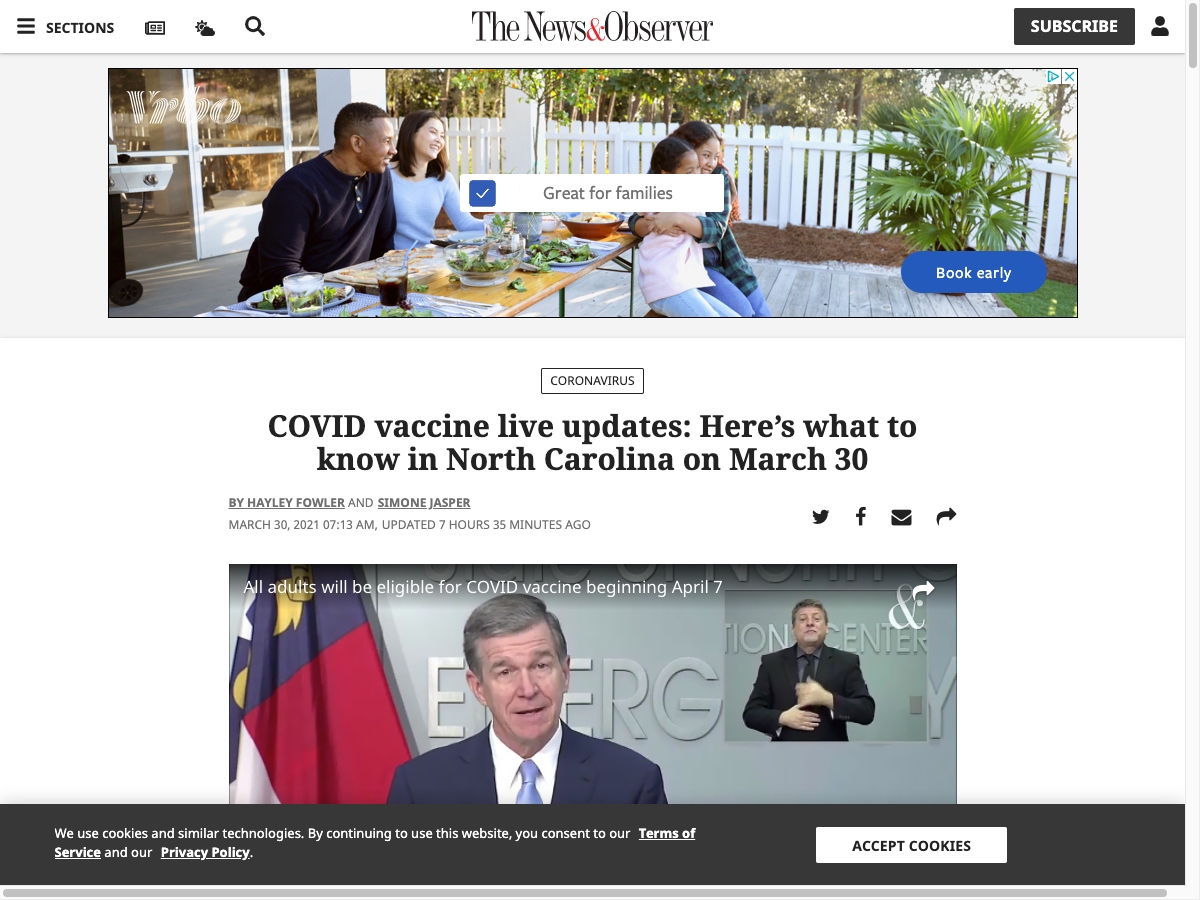 SECTIONS
The News&Observer
SUBSCRIBE
Vrbo
Great for families
Book early
CORONAVIRUS
COVID vaccine live updates: Here’s what to
know in North Carolina on March 30
BY HAYLEY FOWLER AND SIMONE JASPER
MARCH 30, 2021 07:13 AM, UPDATED 7 HOURS 35 MINUTES AGO
All adults will be eligible for COVID vaccine beginning April 7
&
We use cookies and similar technologies. By continuing to use this website, you consent to our Terms of
Service and our Privacy Policy.
ACCEPT COOKIES